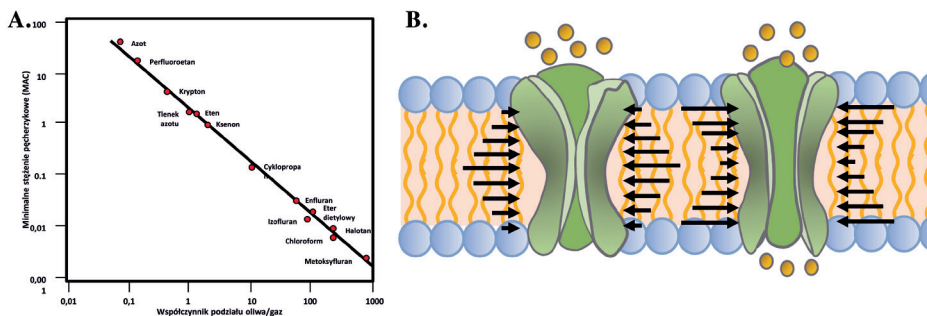 A.
B.
Minimalne stężenie pęcherzykowe (MAC)
100
10
1
0.1
0,01
0,00
1
Azot
Perfluoroetan
Krypton
Tlenek
azotu
Eten
Ksenon
Cyklopropa
Enfluran
Eter
dietylowy
Izofluran
Halotan
Chloroform
Metoksyfluran
0,01
0,1
1
10
100
1000
Współczynnik podziału oliwa/gaz